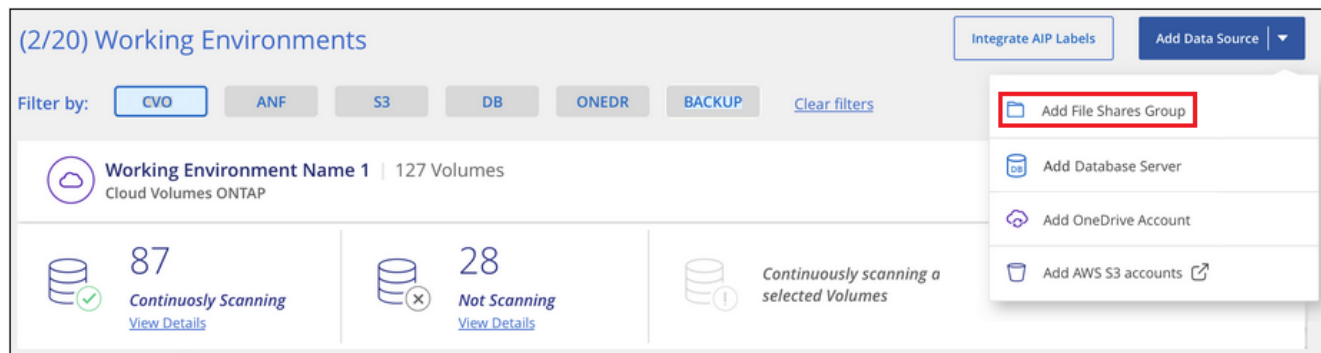 (2/20) Working Environments
Integrate AIP Labels
Add Data Source
Filter by:
CVO
ANF
S3
DB
ONEDR
BACKUP
Clear filters
Add File Shares Group
Working Environment Name 1 | 127 Volumes
Cloud Volumes ONTAP
DB
Add Database Server
Add OneDrive Account
Add AWS S3 accounts
87
Continuosly Scanning
View Details
28
Not Scanning
View Details
Continuously scanning a
selected Volumes